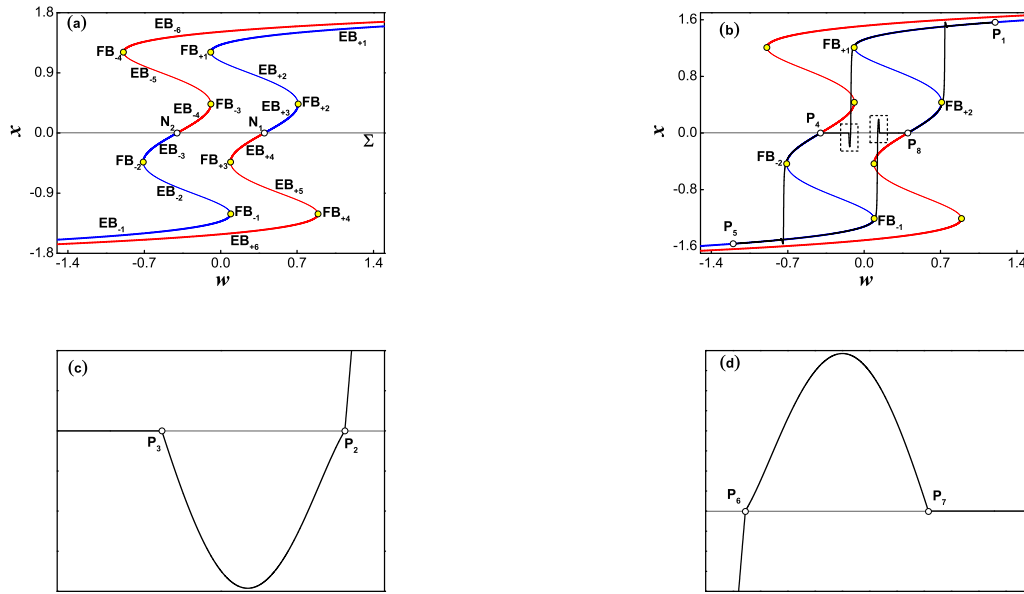 (a)
EB-6
EB+1
FB-4
FB+1
EB-5
EB+2
EB-4
FB-3
EB+3
FB+2
N2
N1
Σ
EB-3
EB+4
FB-2
FB+3
EB-2
EB+5
EB-1
FB-1
FB+4
EB+6
1.8
0.9
0.0
-0.9
-1.8
x
-1.4 -0.7 0.0 0.7 1.4
w
(b)
P1
FB+1
FB+2
P4
P8
FB-2
FB-1
P5
1.6
0.8
0.0
-0.8
-1.6
x
-1.4 -0.7 0.0 0.7 1.4
w
(c)
P3
P2
(d)
P6
P7